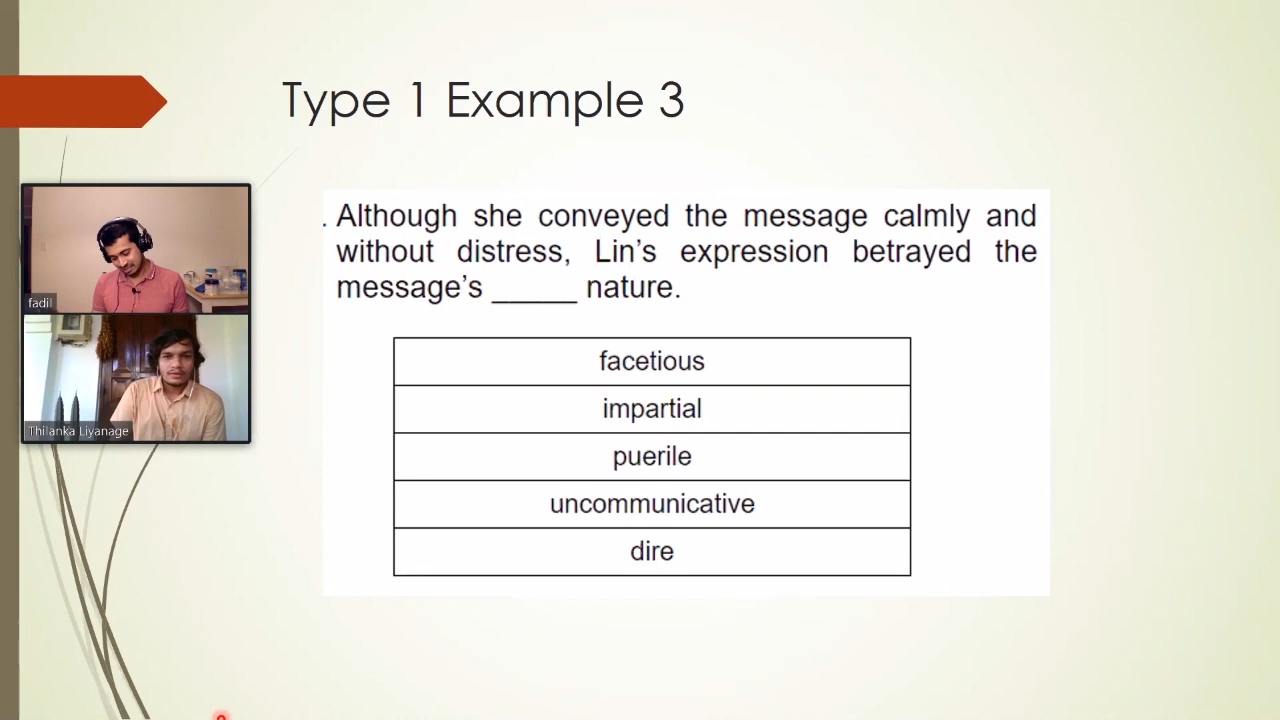 Type 1 Example 3
. Although she conveyed the message calmly and
without distress, Lin’s expression betrayed the
message’s _____ nature.
facetious
impartial
puerile
uncommunicative
dire
fadil
Thilanka Liyanage